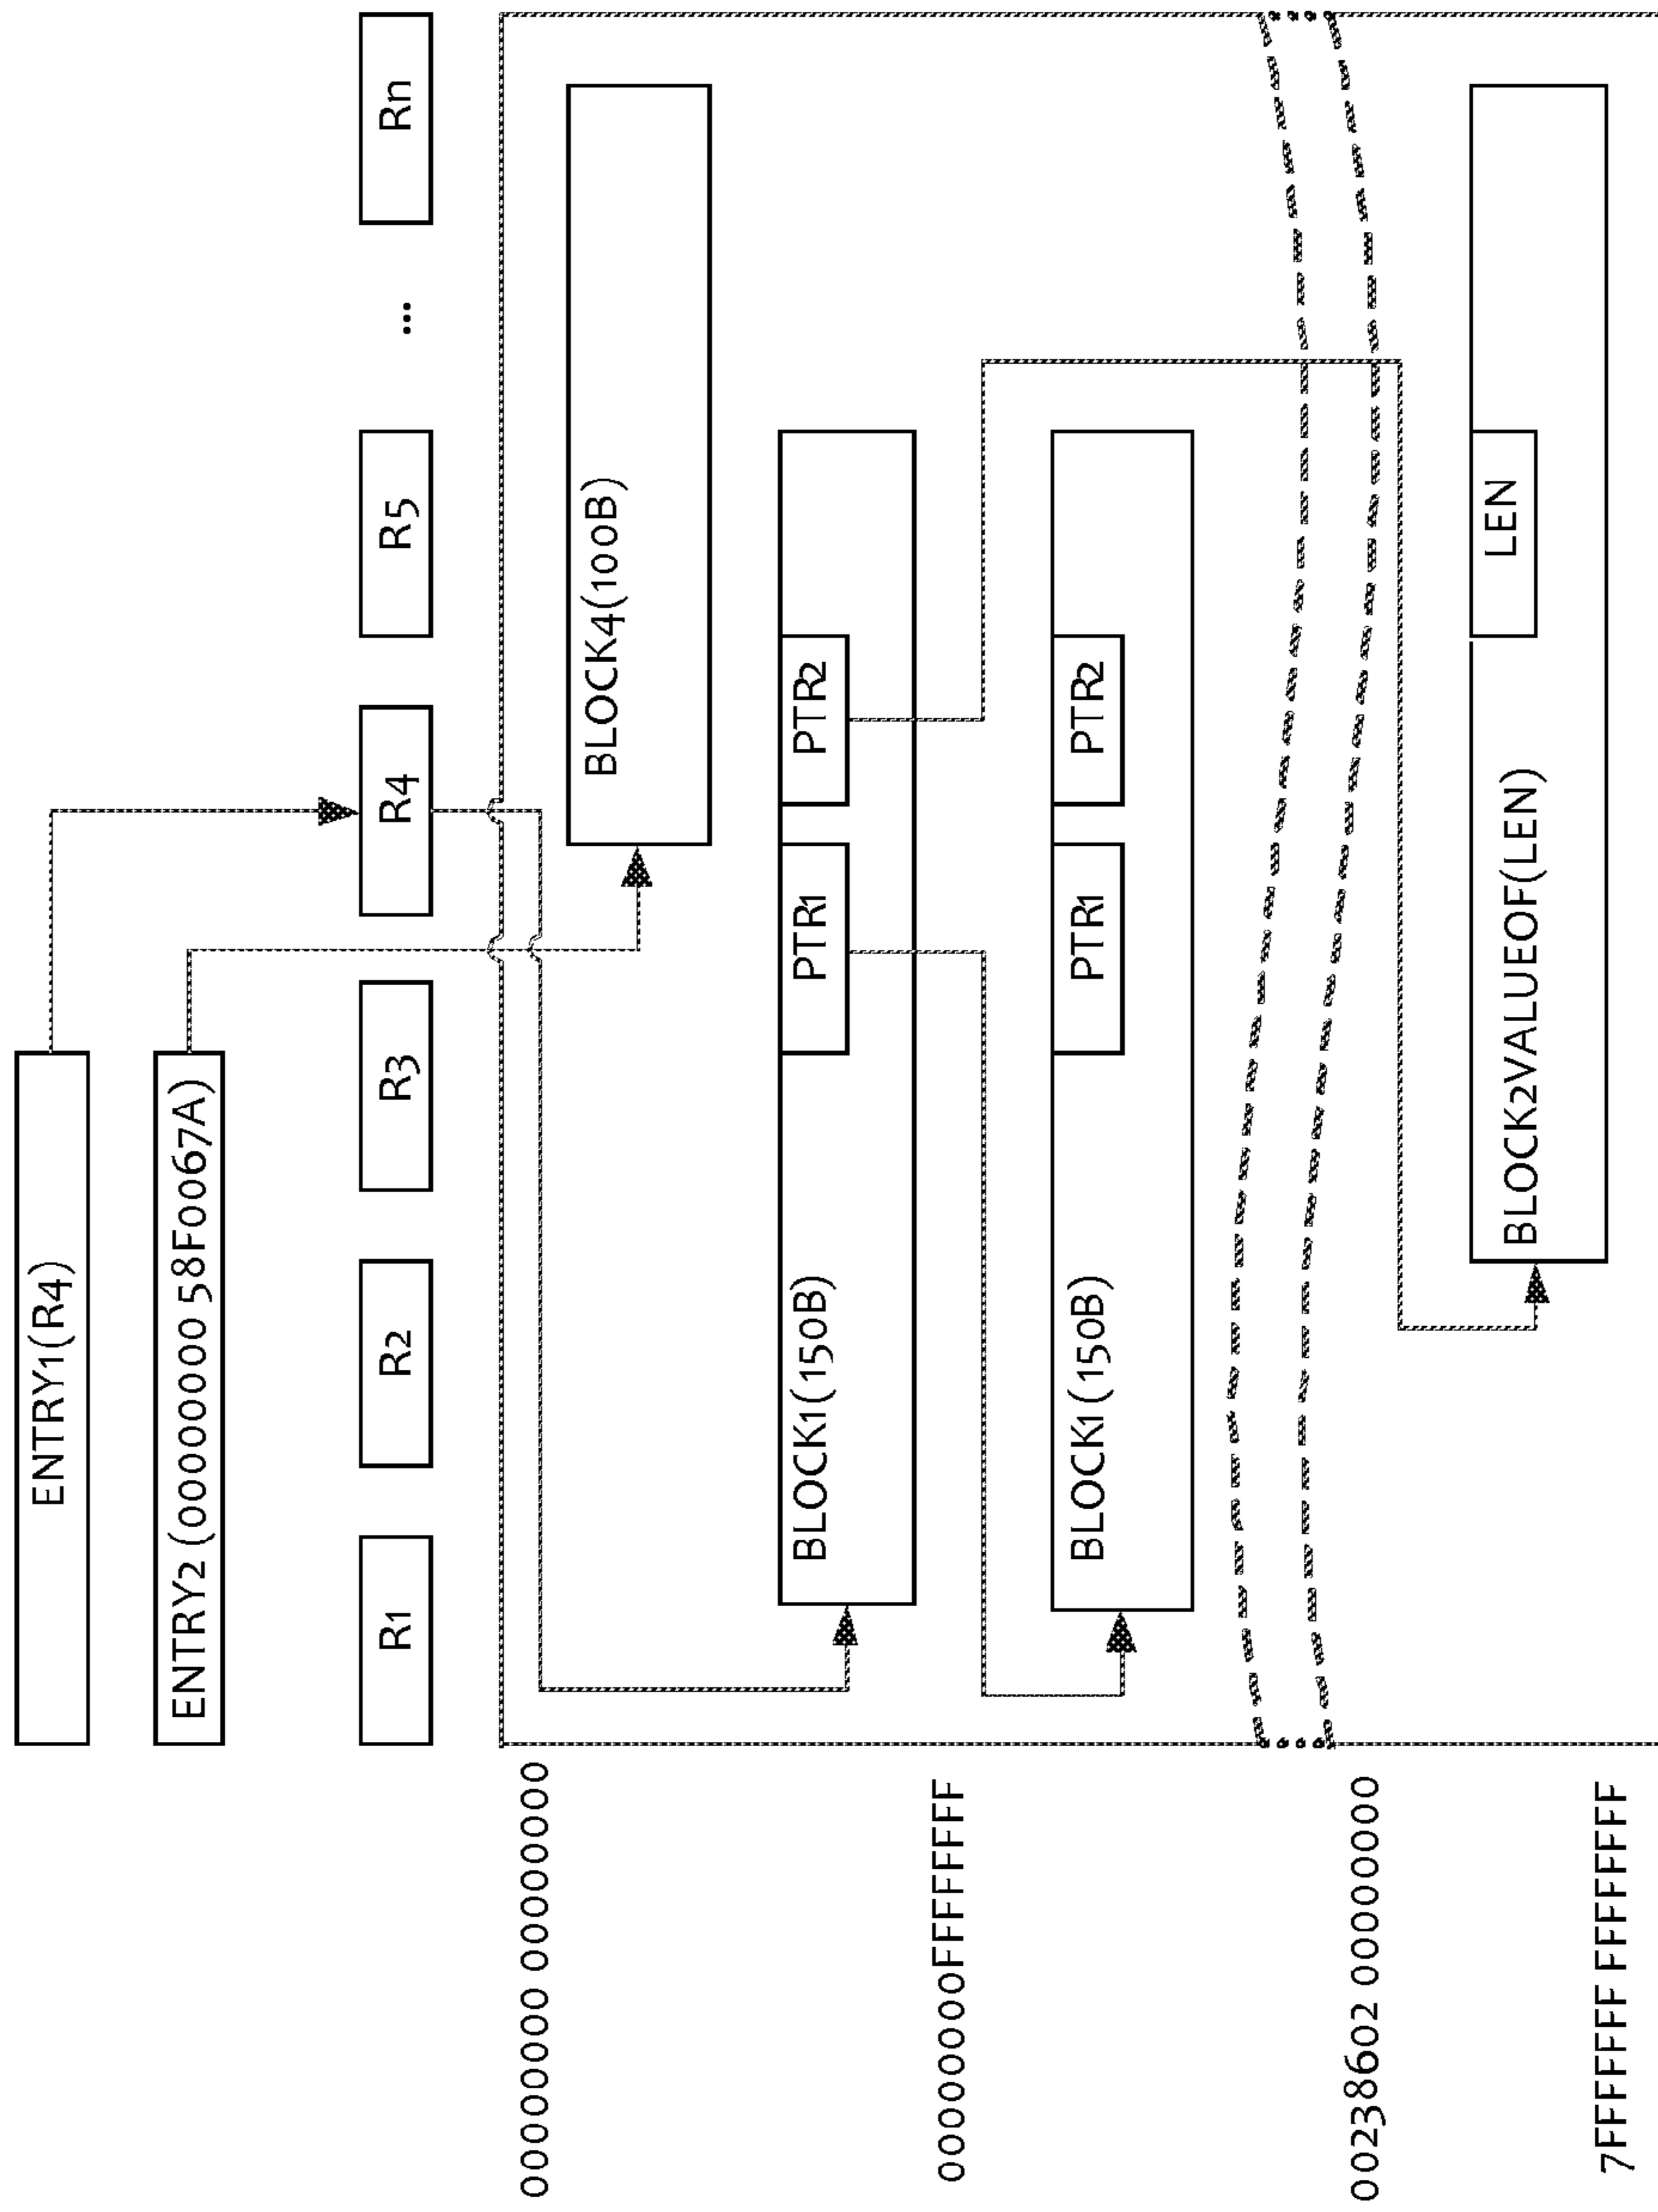 ENTRY1(R4)
ENTRY2 (00000000 58F0067A)
R1 R2 R3 R4 R5 ... Rn
00000000 00000000
BLOCK4(100B)
BLOCK1(150B) PTR1 PTR2
00000000FFFFFFFF
BLOCK1(150B) PTR1 PTR2
00238602 00000000
BLOCK2VALUEOF(LEN) LEN
7FFFFFFF FFFFFFFF